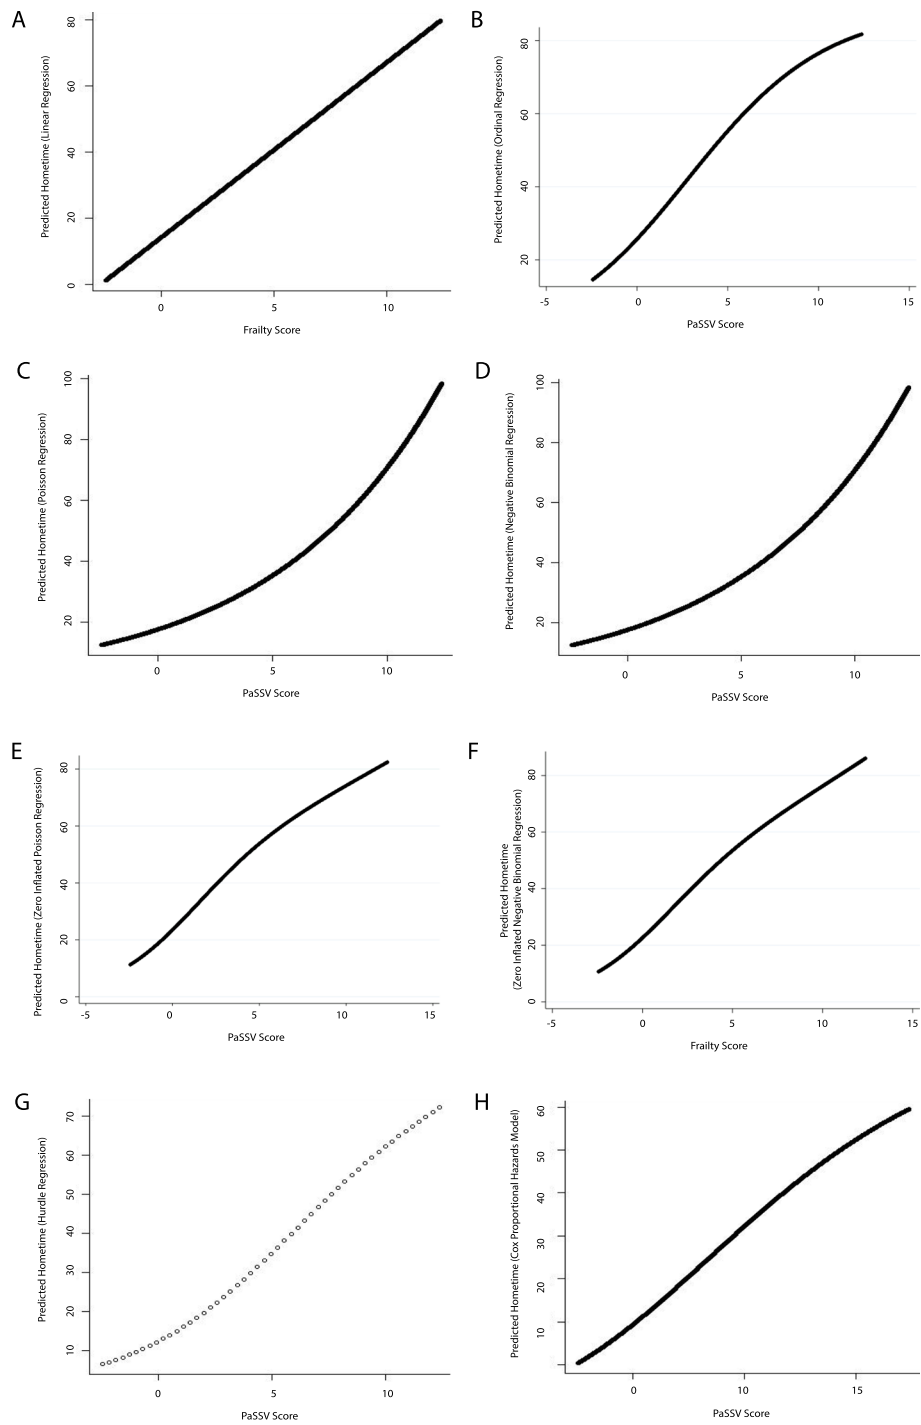 A
Predicted Hometime (Linear Regression)
80
60
40
20
0
0 5 10
Frailty Score
B
Predicted Hometime (Ordinal Regression)
80
60
40
20
-5 0 5 10 15
PaSSV Score
C
Predicted Hometime (Poisson Regression)
100
80
60
40
20
0 5 10
PaSSV Score
D
Predicted Hometime (Negative Binomial Regression)
100
80
60
40
20
0 5 10
PaSSV Score
E
Predicted Hometime (Zero Inflated Poisson Regression)
80
60
40
20
0
-5 0 5 10 15
PaSSV Score
F
Predicted Hometime
(Zero Inflated Negative Binomial Regression)
80
60
40
20
0
-5 0 5 10 15
Frailty Score
G
Predicted Hometime (Hurdle Regression)
70
60
50
40
30
20
10
0 5 10
PaSSV Score
H
Predicted Hometime (Cox Proportional Hazards Model)
60
50
40
30
20
10
0 10 15
PaSSV Score